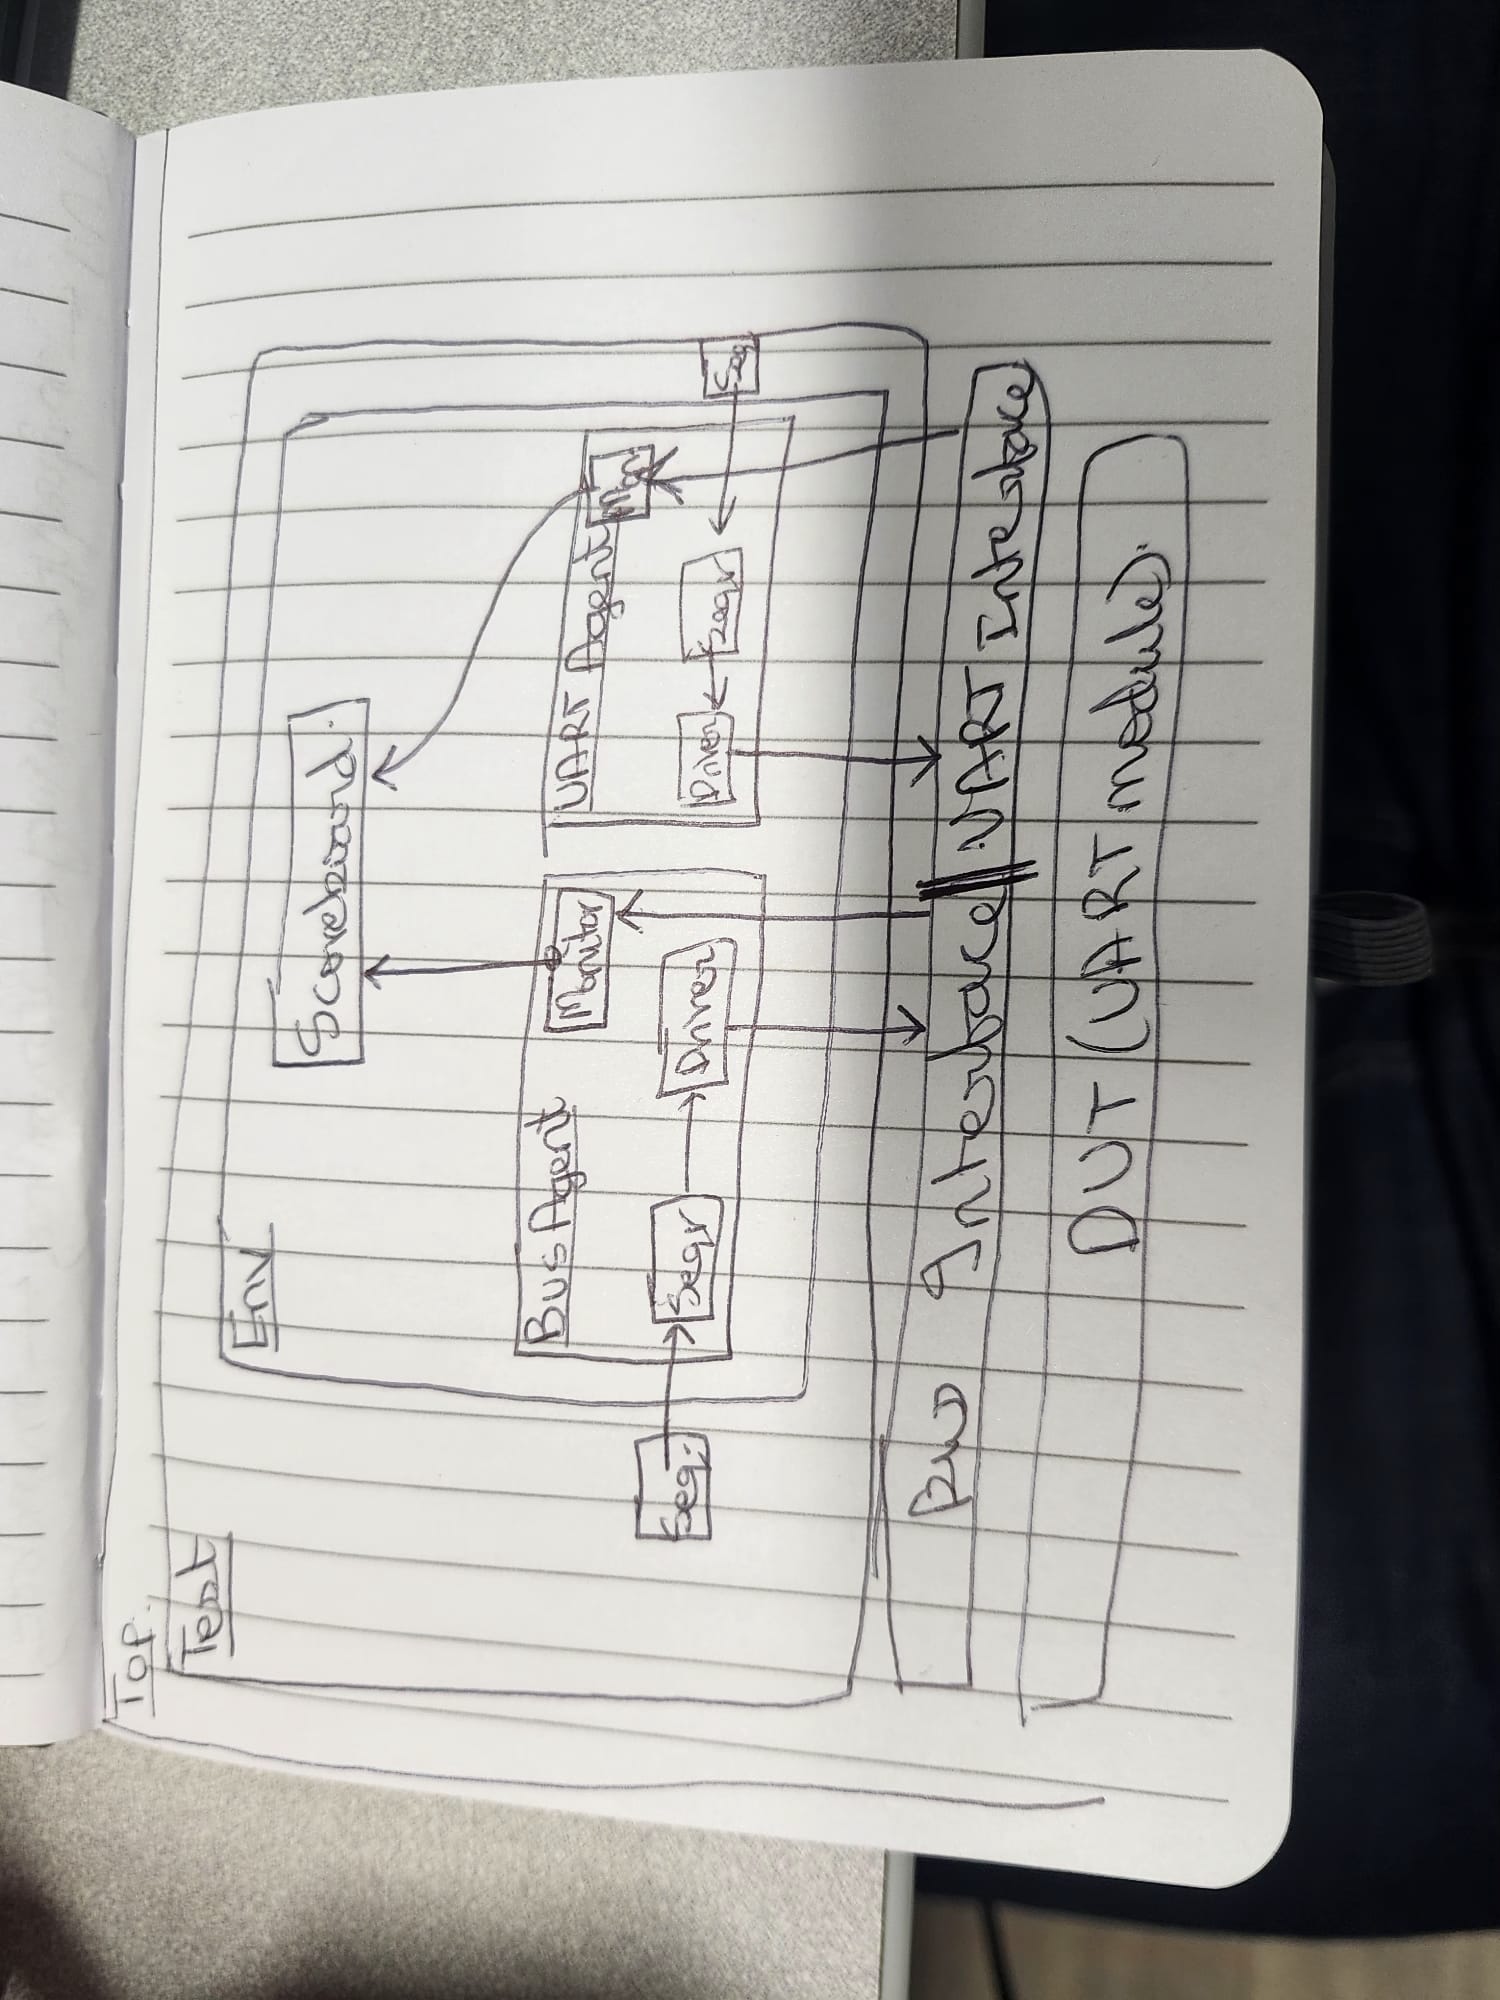 Top.
Test
Env
Scoreboard.
Bus Agent
Monitor
UART Agent
Mon
Seq.
Seqr
Driver
Driver
Seqr
Seq
Interface
UART Interface
DUT (UART module).